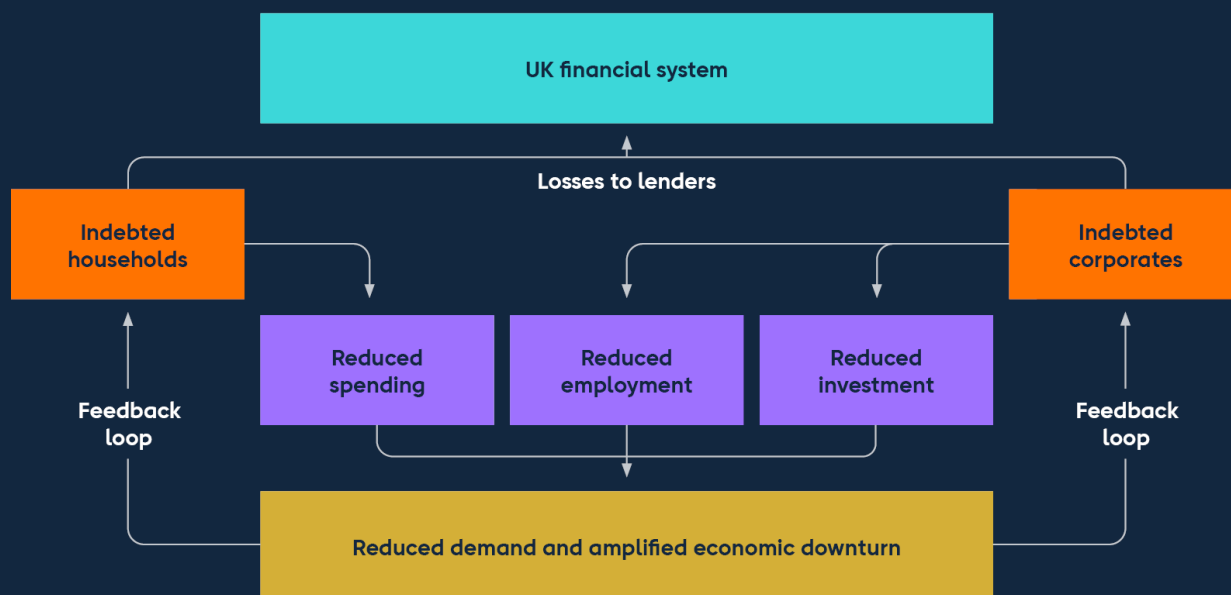 UK financial system
Losses to lenders
Indebted
households
Indebted
corporates
Reduced
spending
Reduced
employment
Reduced
investment
Feedback
loop
Feedback
loop
Reduced demand and amplified economic downturn